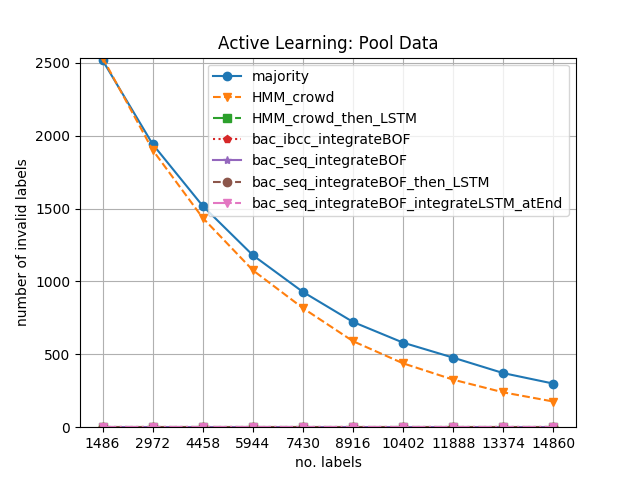 Active Learning: Pool Data
number of invalid labels
2500
2000
1500
1000
500
0
majority
HMM_crowd
HMM_crowd_then_LSTM
bac_ibcc_integrateBOF
bac_seq_integrateBOF
bac_seq_integrateBOF_then_LSTM
bac_seq_integrateBOF_integrateLSTM_atEnd
1486 2972 4458 5944 7430 8916 10402 11888 13374 14860
no. labels